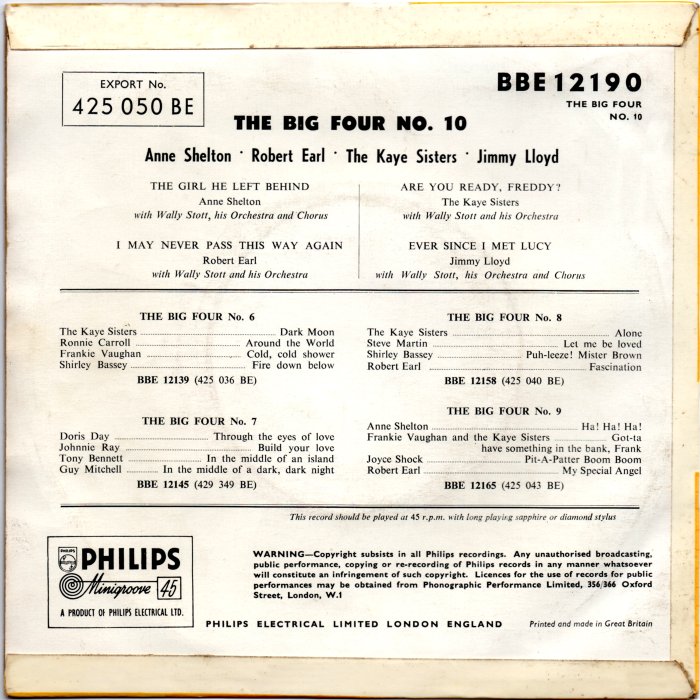 EXPORT No.
425 050 BE
BBE 12190
THE BIG FOUR
NO. 10
THE BIG FOUR NO. 10
Anne Shelton · Robert Earl · The Kaye Sisters · Jimmy Lloyd
THE GIRL HE LEFT BEHIND
Anne Shelton
with Wally Stott, his Orchestra and Chorus
I MAY NEVER PASS THIS WAY AGAIN
Robert Earl
with Wally Stott and his Orchestra
ARE YOU READY, FREDDY?
The Kaye Sisters
with Wally Stott and his Orchestra
EVER SINCE I MET LUCY
Jimmy Lloyd
with Wally Stott, his Orchestra and Chorus
THE BIG FOUR No. 6
The Kaye Sisters ........ Dark Moon
Ronnie Carroll ........ Around the World
Frankie Vaughan ........ Cold, cold shower
Shirley Bassey ........ Fire down below
BBE 12139 (425 036 BE)
THE BIG FOUR No. 7
Doris Day ........ Through the eyes of love
Johnnie Ray ........ Build your love
Tony Bennett ........ In the middle of an island
Guy Mitchell ........ In the middle of a dark, dark night
BBE 12145 (429 349 BE)
THE BIG FOUR No. 8
The Kaye Sisters ........ Alone
Steve Martin ........ Let me be loved
Shirley Bassey ........ Puh-leeze! Mister Brown
Robert Earl ........ Fascination
BBE 12158 (425 040 BE)
THE BIG FOUR No. 9
Anne Shelton ........ Ha! Ha! Ha!
Frankie Vaughan and the Kaye Sisters ........ Got-ta
have something in the bank, Frank
Joyce Shock ........ Pit-A-Patter Boom Boom
Robert Earl ........ My Special Angel
BBE 12165 (425 043 BE)
This record should be played at 45 r.p.m. with long playing sapphire or diamond stylus
PHILIPS
Minigroove 45
A PRODUCT OF PHILIPS ELECTRICAL LTD.
WARNING—Copyright subsists in all Philips recordings. Any unauthorised broadcasting,
public performance, copying or re-recording of Philips records in any manner whatsoever
will constitute an infringement of such copyright. Licences for the use of records for public
performances may be obtained from Phonographic Performance Limited, 356/366 Oxford
Street, London, W.1
PHILIPS ELECTRICAL LIMITED LONDON ENGLAND
Printed and made in Great Britain